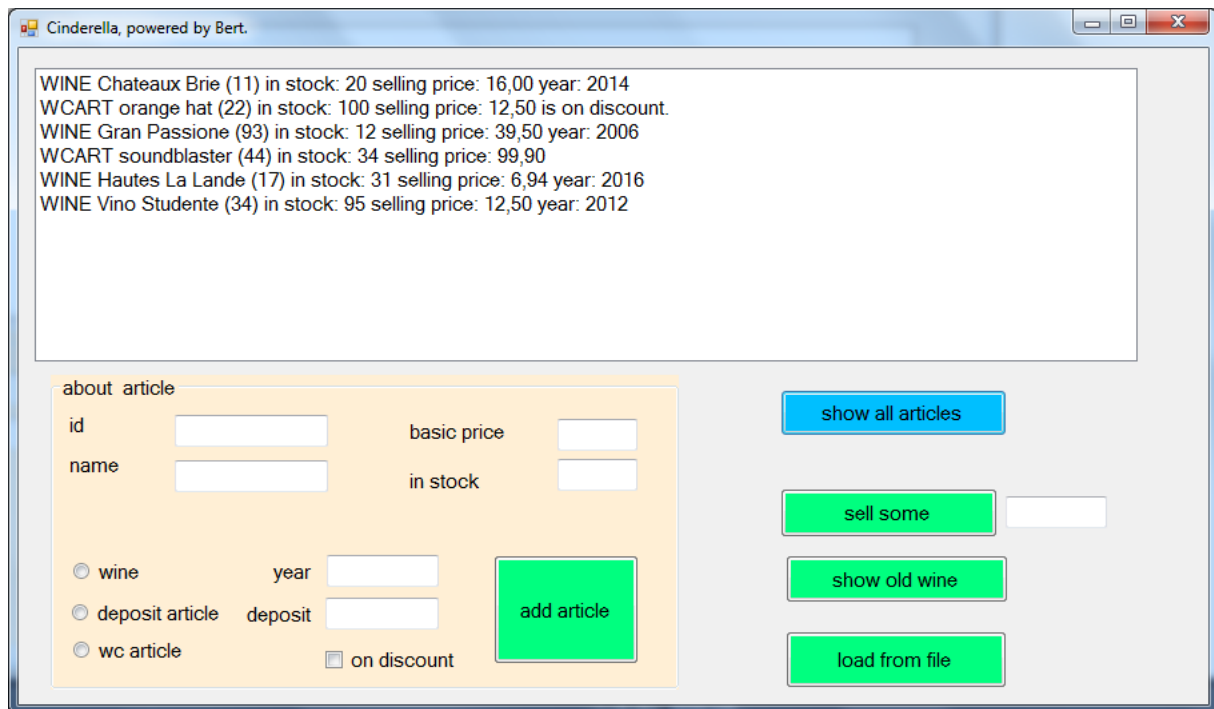 Cinderella, powered by Bert.
WINE Chateaux Brie (11) in stock: 20 selling price: 16,00 year: 2014
WCART orange hat (22) in stock: 100 selling price: 12,50 is on discount.
WINE Gran Passione (93) in stock: 12 selling price: 39,50 year: 2006
WCART soundblaster (44) in stock: 34 selling price: 99,90
WINE Hautes La Lande (17) in stock: 31 selling price: 6,94 year: 2016
WINE Vino Studente (34) in stock: 95 selling price: 12,50 year: 2012
about article
id
basic price
name
in stock
wine
year
deposit article
deposit
wc article
on discount
add article
show all articles
sell some
show old wine
load from file